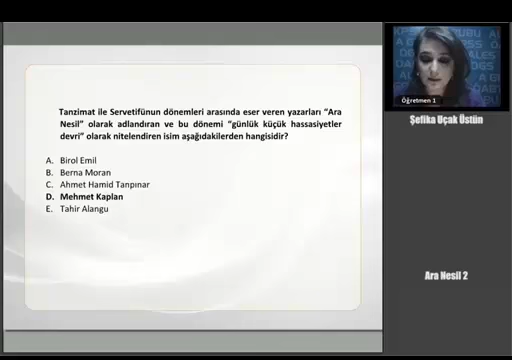 Tanzimat ile Servetifünun dönemleri arasında eser veren yazarları "Ara
Nesil" olarak adlandıran ve bu dönemi "günlük küçük hassasiyetler
devri" olarak nitelendiren isim aşağıdakilerden hangisidir?
A. Birol Emil
B. Berna Moran
C. Ahmet Hamid Tanpınar
D. Mehmet Kaplan
E. Tahir Alangu
Öğretmen 1
Şefika Uçak Üstün
Ara Nesil 2